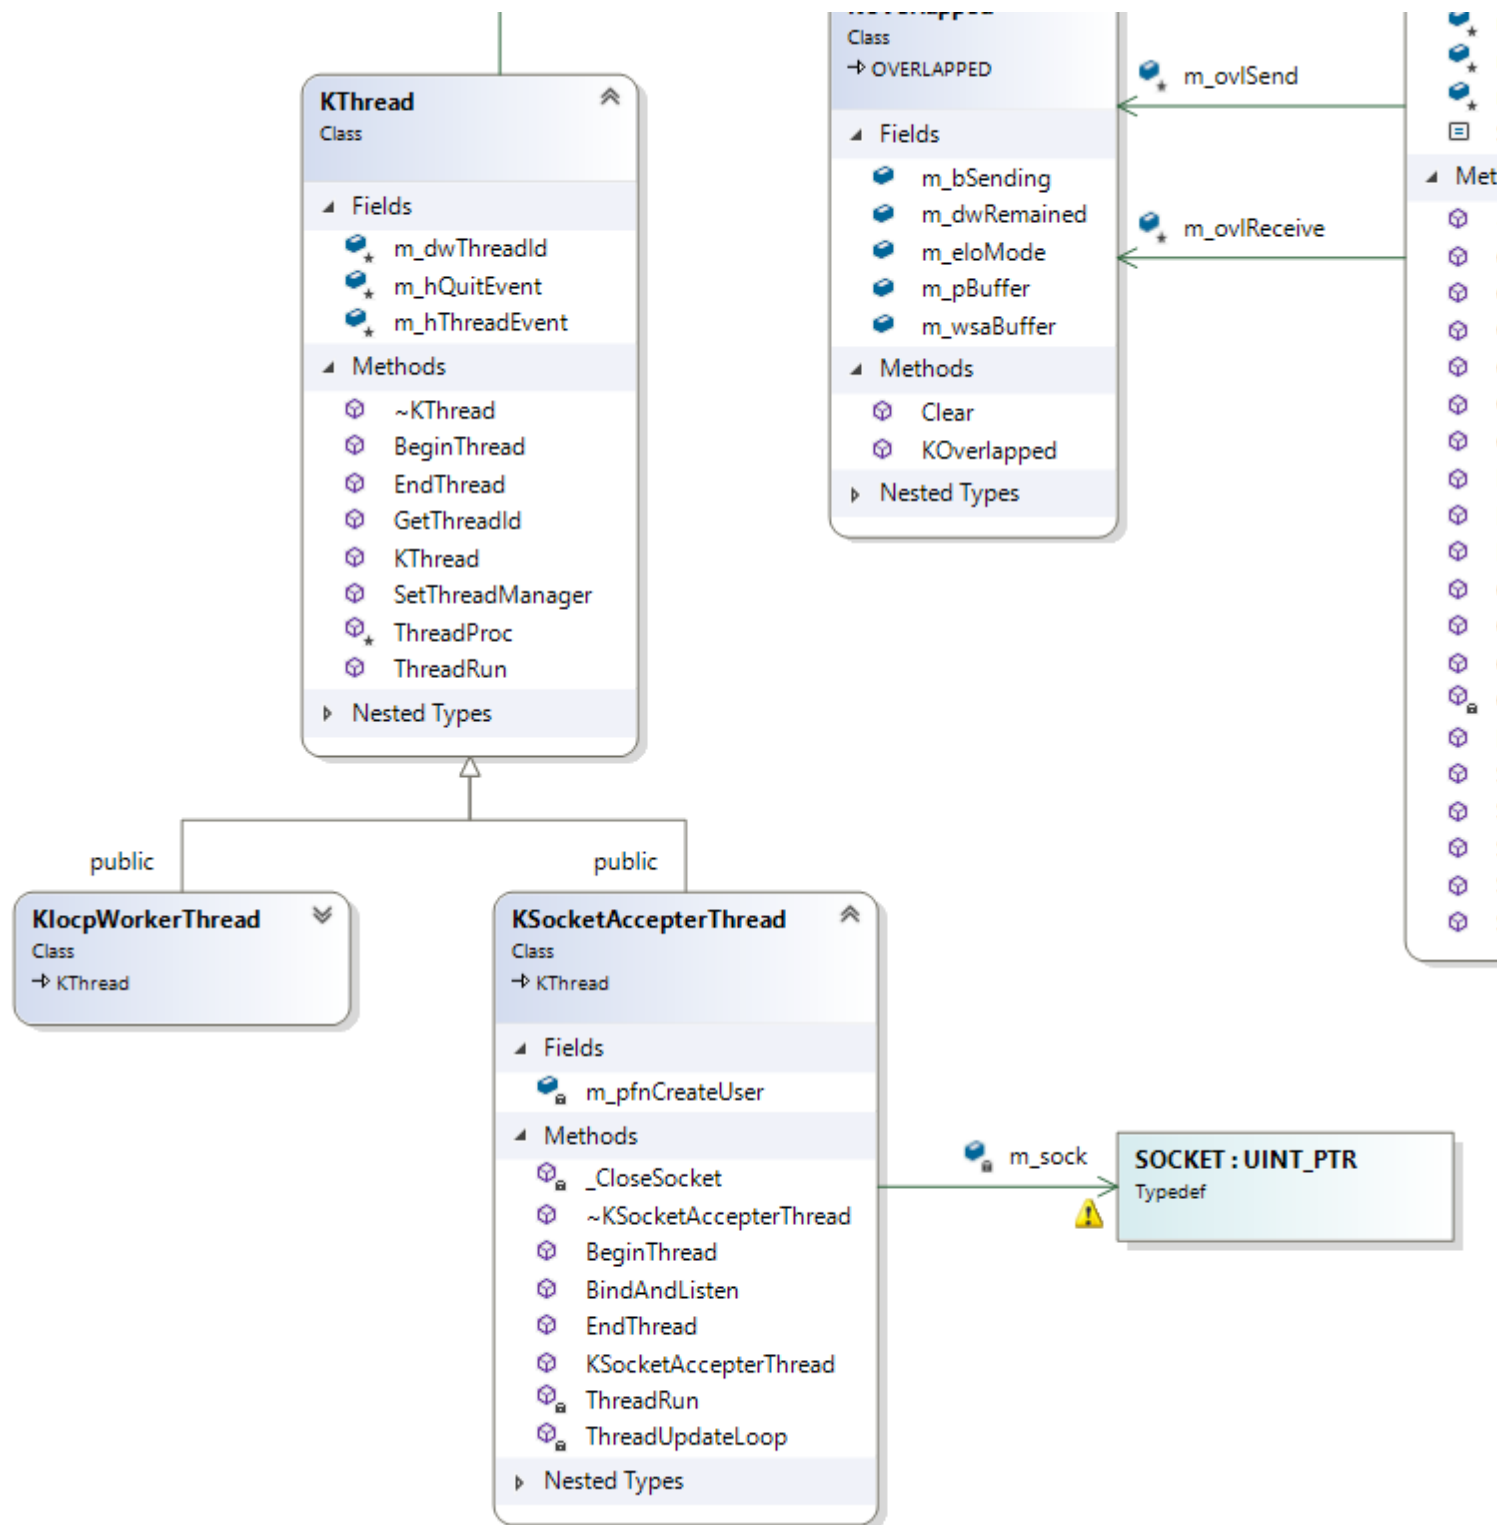 KThread
Class
Fields
m_dwThreadId
m_hQuitEvent
m_hThreadEvent
Methods
~KThread
BeginThread
EndThread
GetThreadId
KThread
SetThreadManager
ThreadProc
ThreadRun
Nested Types
Class
OVERLAPPED
Fields
m_bSending
m_dwRemained
m_eIoMode
m_pBuffer
m_wsaBuffer
Methods
Clear
KOverlapped
Nested Types
m_ovlSend
m_ovlReceive
public
public
KIocpWorkerThread
Class
KThread
KSocketAccepterThread
Class
KThread
Fields
m_pfnCreateUser
Methods
_CloseSocket
~KSocketAccepterThread
BeginThread
BindAndListen
EndThread
KSocketAccepterThread
ThreadRun
ThreadUpdateLoop
Nested Types
m_sock
SOCKET : UINT_PTR
Typedef